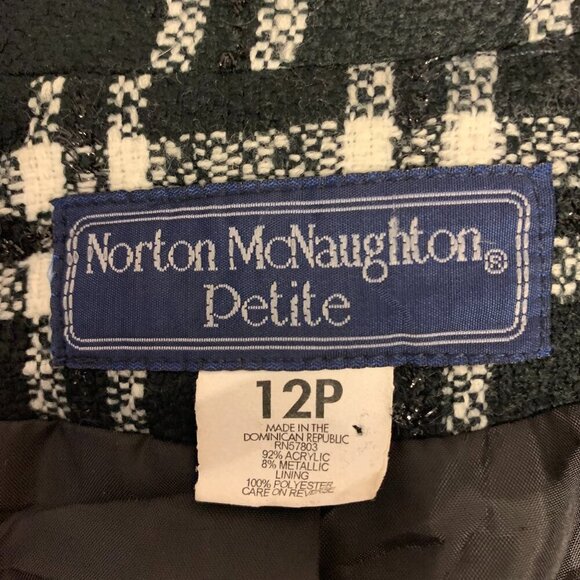 Norton McNaughton®
Petite
12P
MADE IN THE
DOMINICAN REPUBLIC
RN57803
92% ACRYLIC
8% METALLIC
LINING
100% POLYESTER
CARE ON REVERSE